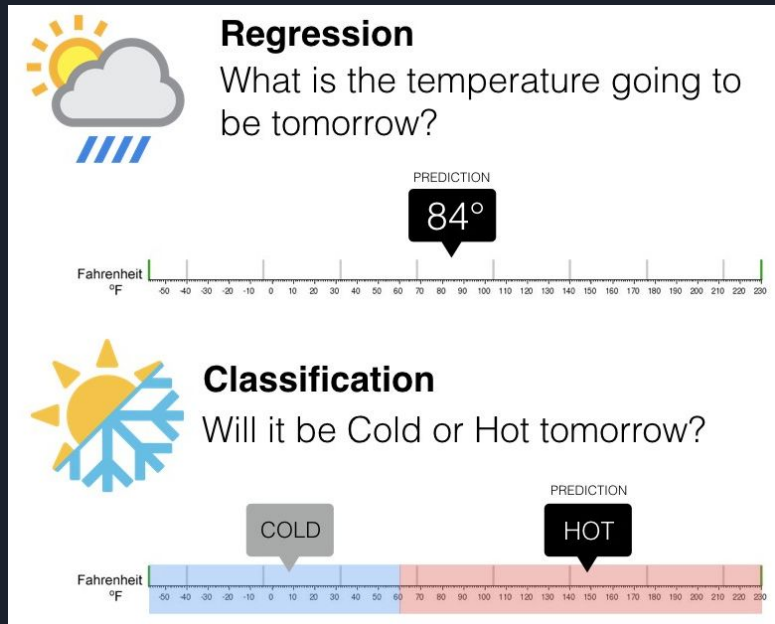 Regression
What is the temperature going to
be tomorrow?
PREDICTION
84°
Fahrenheit
°F
-50 -40 -30 -20 -10 0 10 20 30 40 50 60 70 80 90 100 110 120 130 140 150 160 170 180 190 200 210 220 230
Classification
Will it be Cold or Hot tomorrow?
PREDICTION
COLD HOT
Fahrenheit
°F
-50 -40 -30 -20 -10 0 10 20 30 40 50 60 70 80 90 100 110 120 130 140 150 160 170 180 190 200 210 220 230